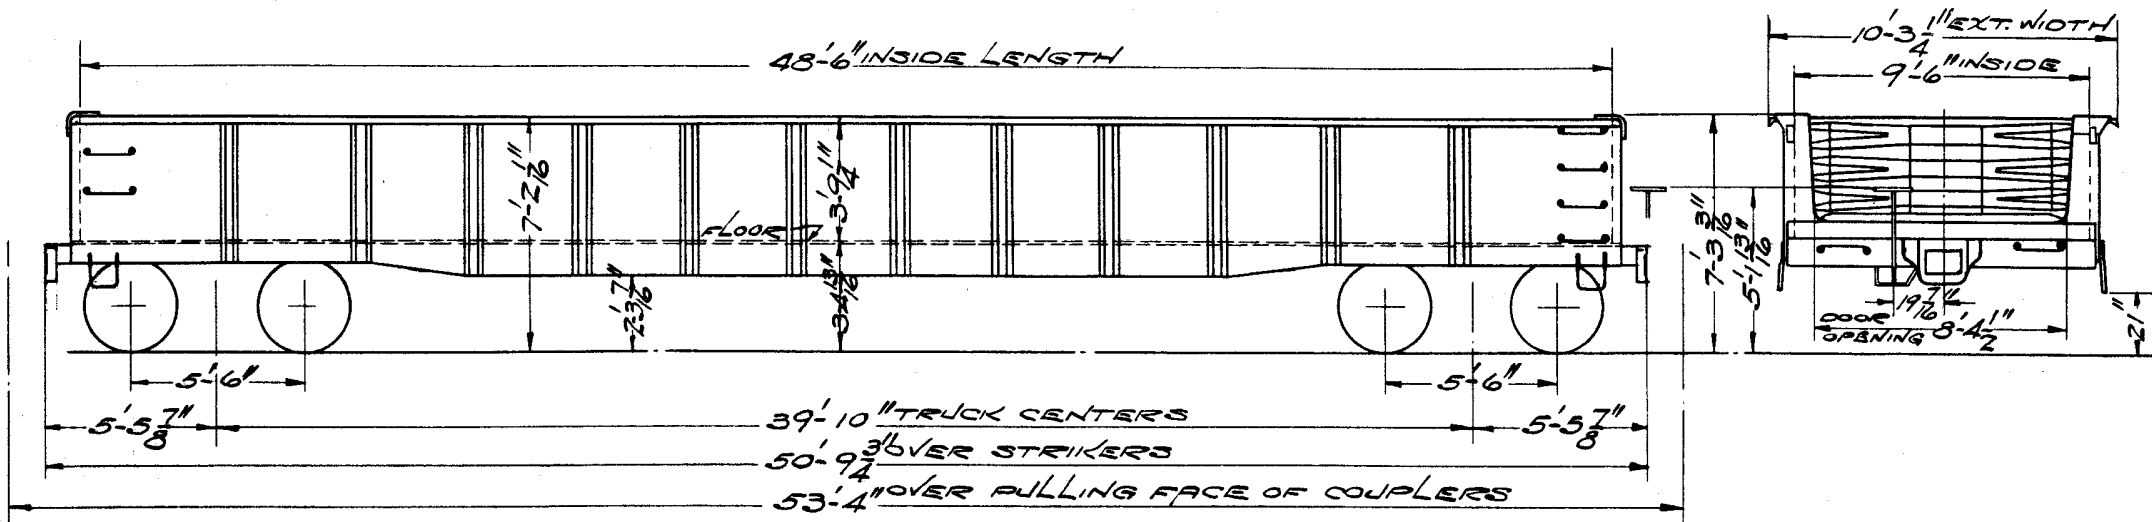 48'-6" INSIDE LENGTH
10'-3 1/4" EXT. WIDTH
9'-6" INSIDE
7'-2 1/16"
3'-9 1/4"
FLOOR
3'-4 13/16"
2'-3 7/16"
7'-3 3/16"
5'-1 13/16"
19 7/16"
DOOR OPENING 8'-4 1/2"
21"
5'-6"
5'-6"
5'-5 7/8"
39'-10" TRUCK CENTERS
5'-5 7/8"
50'-9 3/4" OVER STRIKERS
53'-4" OVER PULLING FACE OF COUPLERS